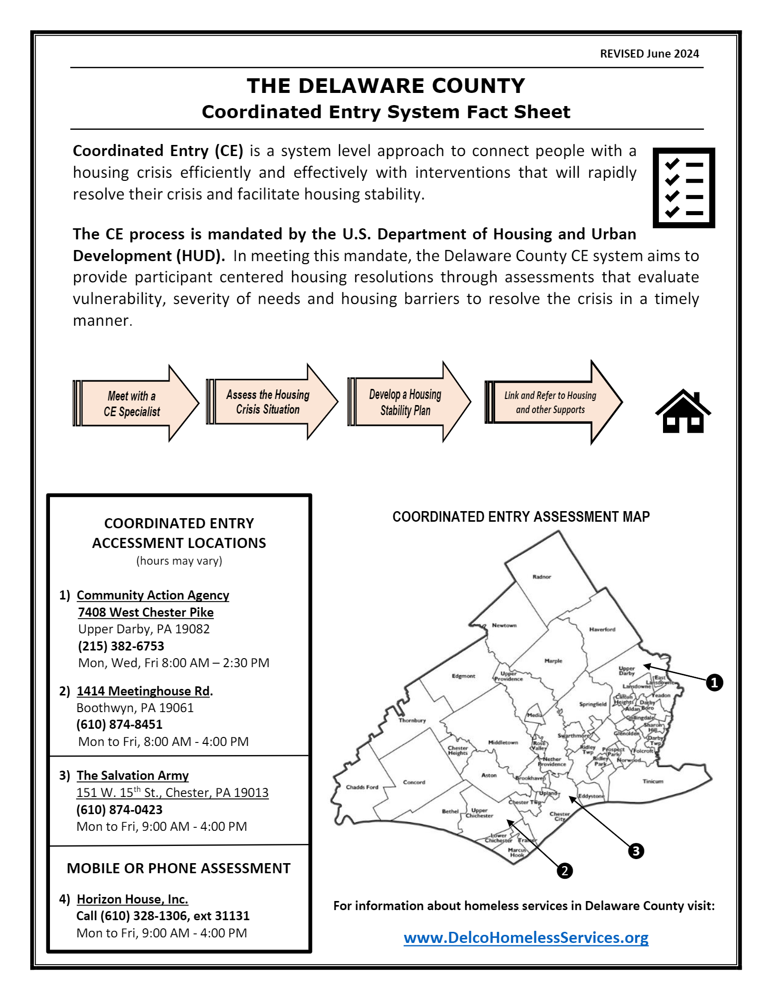 REVISED June 2024
THE DELAWARE COUNTY
Coordinated Entry System Fact Sheet
Coordinated Entry (CE) is a system level approach to connect people with a
housing crisis efficiently and effectively with interventions that will rapidly
resolve their crisis and facilitate housing stability.
The CE process is mandated by the U.S. Department of Housing and Urban
Development (HUD). In meeting this mandate, the Delaware County CE system aims to
provide participant centered housing resolutions through assessments that evaluate
vulnerability, severity of needs and housing barriers to resolve the crisis in a timely
manner.
Meet with a
CE Specialist
Assess the Housing
Crisis Situation
Develop a Housing
Stability Plan
Link and Refer to Housing
and other Supports
COORDINATED ENTRY
ACCESSMENT LOCATIONS
(hours may vary)
1) Community Action Agency
7408 West Chester Pike
Upper Darby, PA 19082
(215) 382-6753
Mon, Wed, Fri 8:00 AM – 2:30 PM
2) 1414 Meetinghouse Rd.
Boothwyn, PA 19061
(610) 874-8451
Mon to Fri, 8:00 AM - 4:00 PM
3) The Salvation Army
151 W. 15th St., Chester, PA 19013
(610) 874-0423
Mon to Fri, 9:00 AM - 4:00 PM
MOBILE OR PHONE ASSESSMENT
4) Horizon House, Inc.
Call (610) 328-1306, ext 31131
Mon to Fri, 9:00 AM - 4:00 PM
COORDINATED ENTRY ASSESSMENT MAP
Radnor
Newtown
Haverford
Marple
Edgmont
Upper
Providence
Upper
Darby
East
Lansdowne
Lansdowne
1
Yeadon
Clifton
Heights
Darby
Boro
Aldan
Springfield
Collingdale
Media
Thornbury
Sharon
Hill
Glenolden
Swarthmore
Darby
Twp
Middletown
Rose
Valley
Chester
Heights
Ridley
Twp
Prospect
Park
Folcroft
Ridley
Park
Norwood
Nether
Providence
Aston
Brookhaven
Concord
Chadds Ford
Tinicum
Upland
Eddystone
Chester Twp
Bethel
Upper
Chichester
Chester
City
Lower
Chichester
Trainer
Marcus
Hook
3
2
For information about homeless services in Delaware County visit:
www.DelcoHomelessServices.org